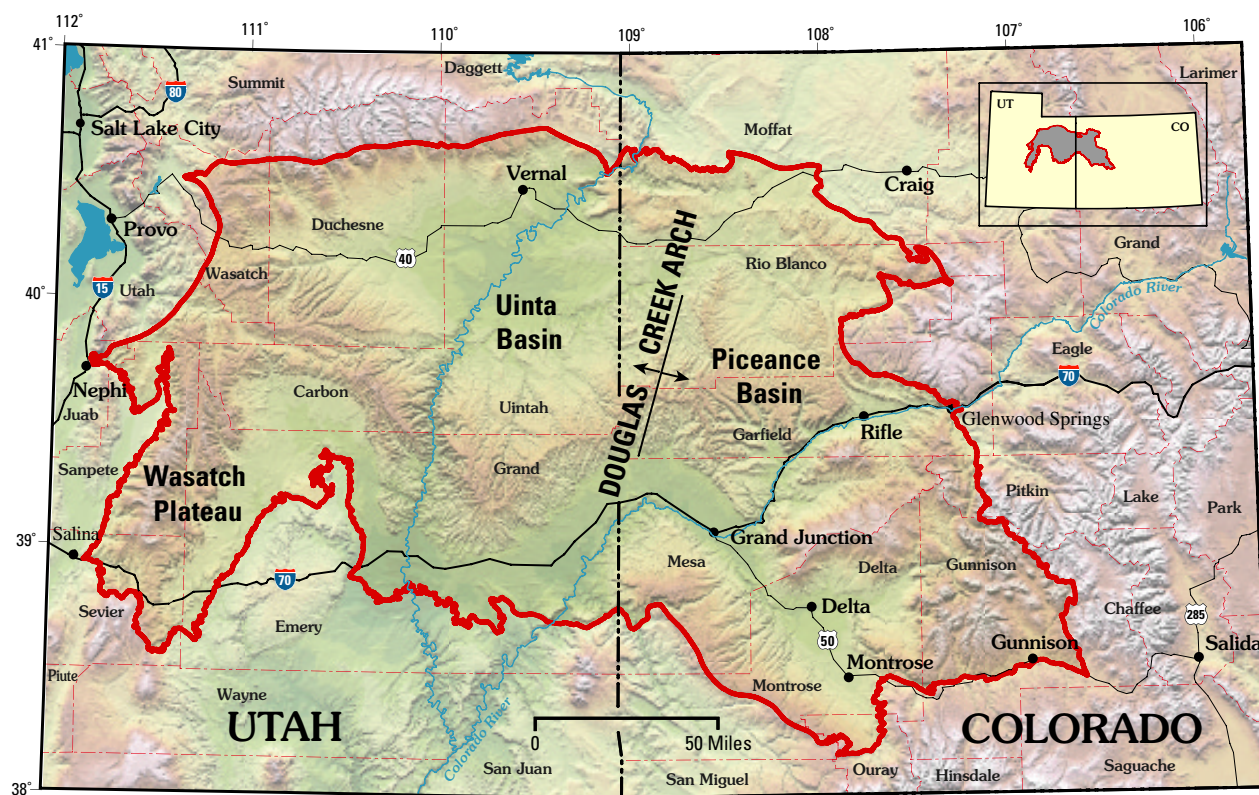 112°
111°
110°
109°
108°
107°
106°
41°
Daggett
Summit
Larimer
80
UT
CO
Moffat
Salt Lake City
Vernal
Craig
Duchesne
Provo
Grand
40
Wasatch
Rio Blanco
15
Utah
40°
Colorado River
Uinta
Basin
DOUGLAS CREEK ARCH
Piceance
Basin
Eagle
70
Nephi
Carbon
Juab
Uintah
Garfield
Rifle
Glenwood Springs
Sanpete
Grand
Wasatch
Plateau
Pitkin
Lake
Park
Salina
39°
Grand Junction
Mesa
Delta
Gunnison
70
Sevier
Emery
Delta
Chaffee
285
50
Gunnison
Salida
Montrose
Piute
Wayne
Montrose
UTAH
COLORADO
Colorado River
0
50 Miles
San Juan
San Miguel
Ouray
Hinsdale
Saguache
38°